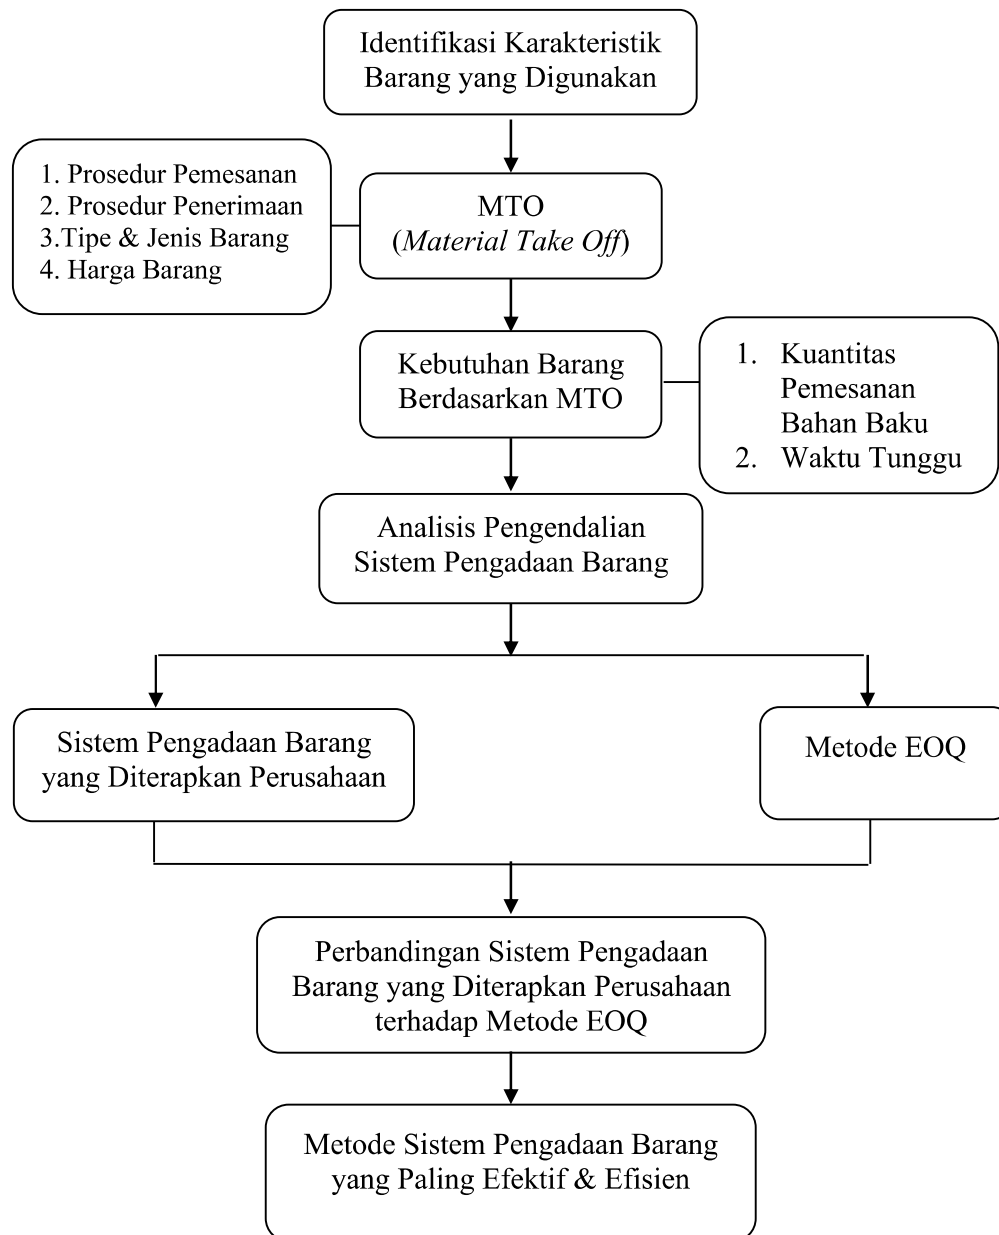 Identifikasi Karakteristik
Barang yang Digunakan
1. Prosedur Pemesanan
2. Prosedur Penerimaan
3.Tipe & Jenis Barang
4. Harga Barang
MTO
(Material Take Off)
Kebutuhan Barang
Berdasarkan MTO
1. Kuantitas
Pemesanan
Bahan Baku
2. Waktu Tunggu
Analisis Pengendalian
Sistem Pengadaan Barang
Sistem Pengadaan Barang
yang Diterapkan Perusahaan
Metode EOQ
Perbandingan Sistem Pengadaan
Barang yang Diterapkan Perusahaan
terhadap Metode EOQ
Metode Sistem Pengadaan Barang
yang Paling Efektif & Efisien